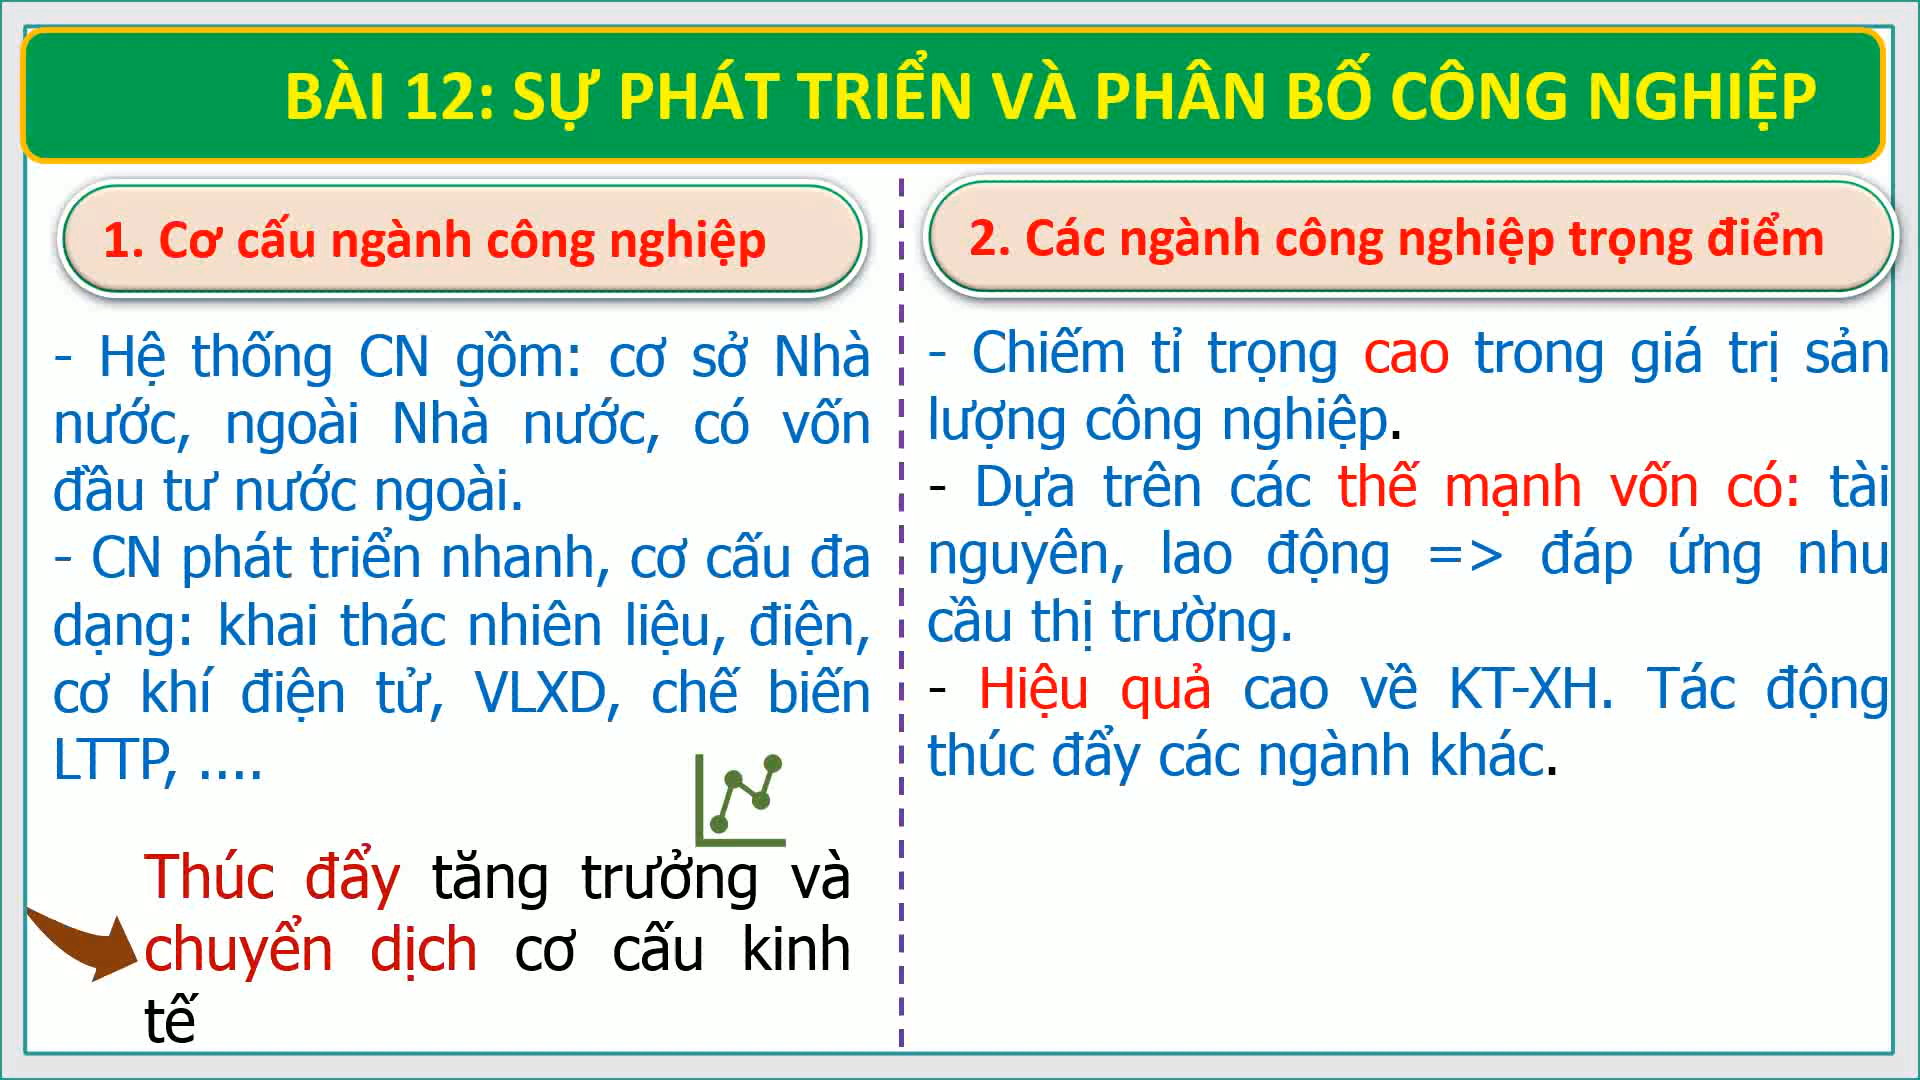 BÀI 12: SỰ PHÁT TRIỂN VÀ PHÂN BỐ CÔNG NGHIỆP
1. Cơ cấu ngành công nghiệp
- Hệ thống CN gồm: cơ sở Nhà
nước, ngoài Nhà nước, có vốn
đầu tư nước ngoài.
- CN phát triển nhanh, cơ cấu đa
dạng: khai thác nhiên liệu, điện,
cơ khí điện tử, VLXD, chế biến
LTTP, ....
Thúc đẩy tăng trưởng và
chuyển dịch cơ cấu kinh
tế
2. Các ngành công nghiệp trọng điểm
- Chiếm tỉ trọng cao trong giá trị sản
lượng công nghiệp.
- Dựa trên các thế mạnh vốn có: tài
nguyên, lao động => đáp ứng nhu
cầu thị trường.
- Hiệu quả cao về KT-XH. Tác động
thúc đẩy các ngành khác.